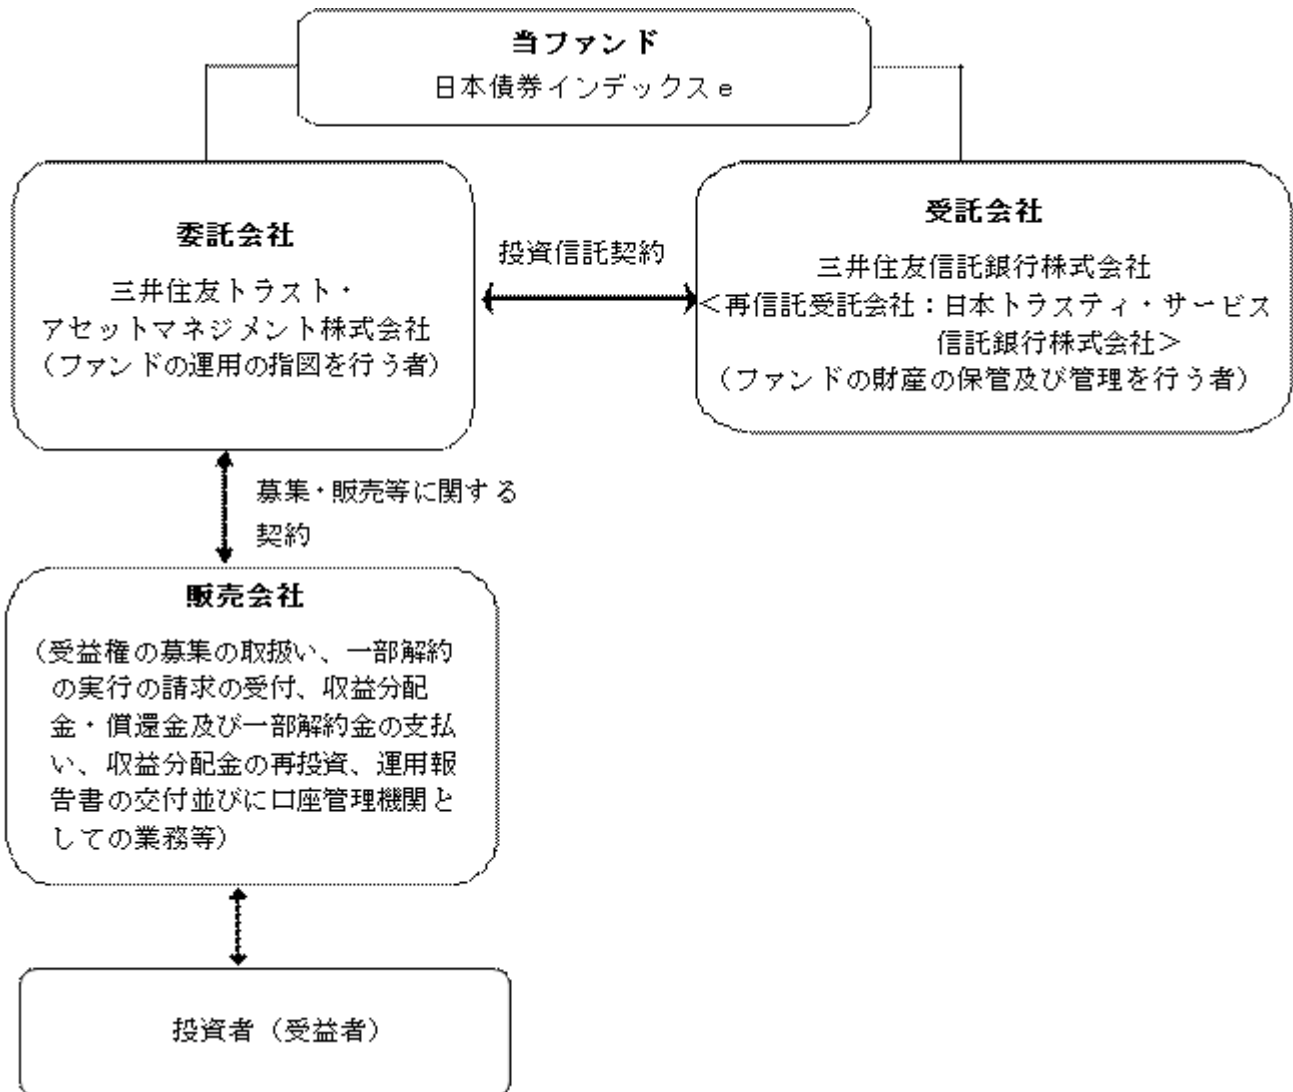 当ファンド
日本債券インデックスe
委託会社
三井住友トラスト・
アセットマネジメント株式会社
(ファンドの運用の指図を行う者)
投資信託契約
受託会社
三井住友信託銀行株式会社
<再信託受託会社:日本トラスティ・サービス
信託銀行株式会社>
(ファンドの財産の保管及び管理を行う者)
募集・販売等に関する
契約
販売会社
(受益権の募集の取扱い、一部解約
の実行の請求の受付、収益分配
金・償還金及び一部解約金の支払
い、収益分配金の再投資、運用報
告書の交付並びに口座管理機関と
しての業務等)
投資者(受益者)